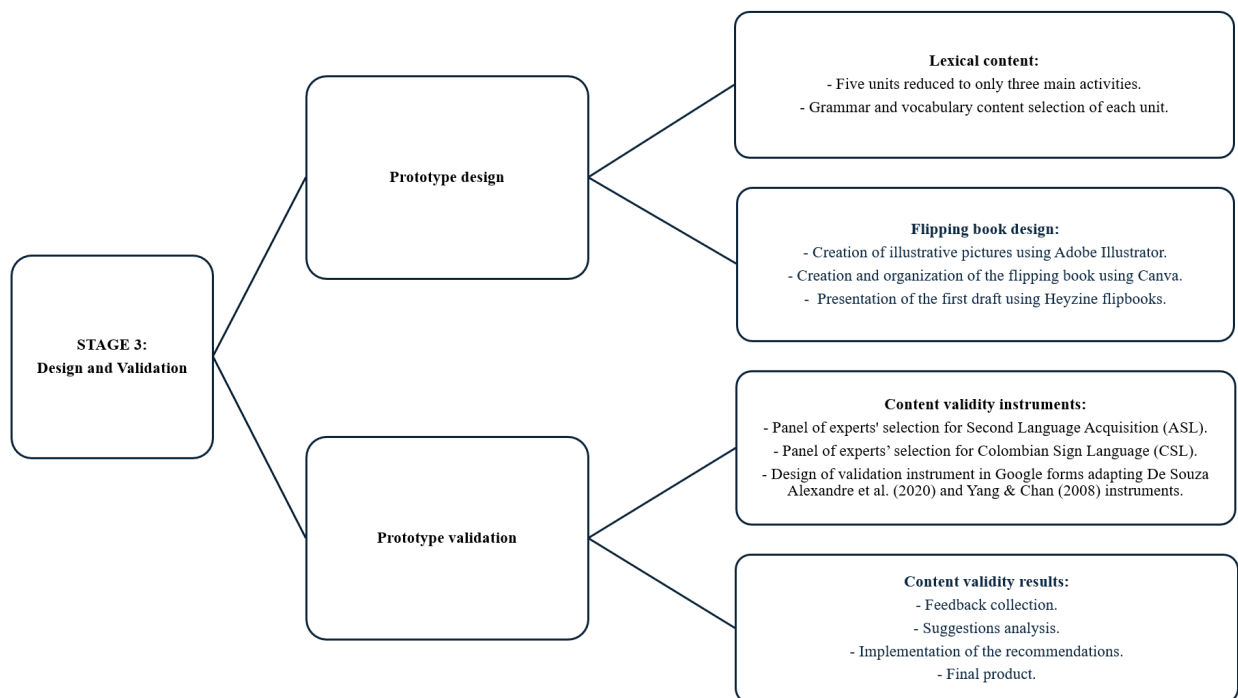 STAGE 3:
Design and Validation
Prototype design
Lexical content:
- Five units reduced to only three main activities.
- Grammar and vocabulary content selection of each unit.
Flipping book design:
- Creation of illustrative pictures using Adobe Illustrator.
- Creation and organization of the flipping book using Canva.
- Presentation of the first draft using Heyzine flipbooks.
Prototype validation
Content validity instruments:
- Panel of experts' selection for Second Language Acquisition (ASL).
- Panel of experts’ selection for Colombian Sign Language (CSL).
- Design of validation instrument in Google forms adapting De Souza
Alexandre et al. (2020) and Yang & Chan (2008) instruments.
Content validity results:
- Feedback collection.
- Suggestions analysis.
- Implementation of the recommendations.
- Final product.